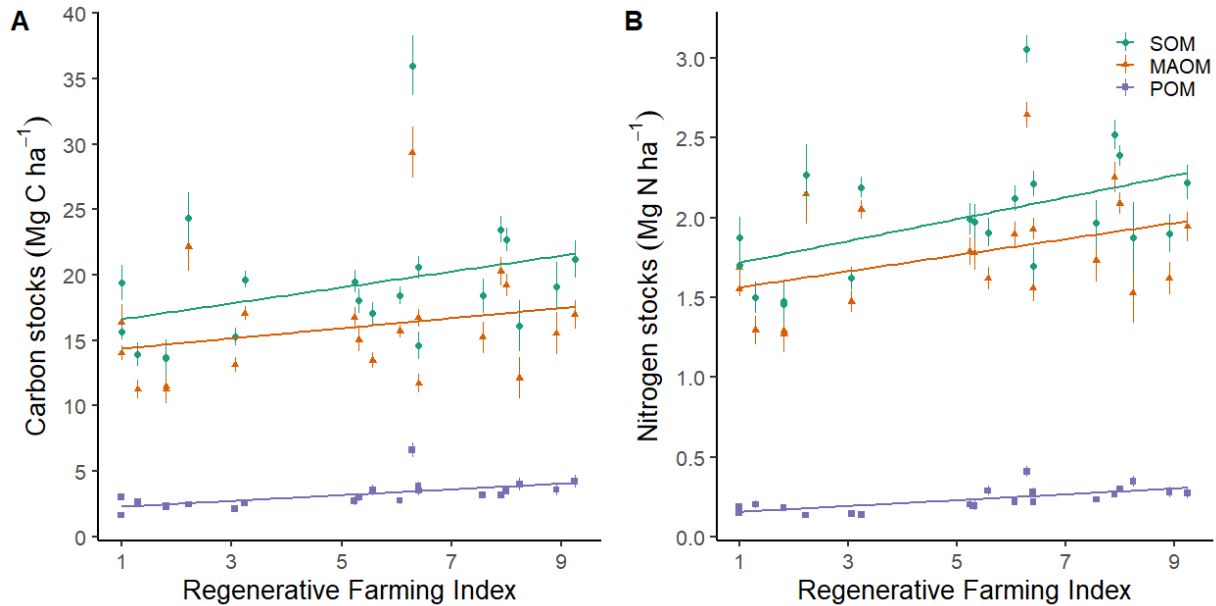 A
Carbon stocks (Mg C ha⁻¹)
40
35
30
25
20
15
10
5
0
1 3 5 7 9
Regenerative Farming Index
B
Nitrogen stocks (Mg N ha⁻¹)
3.0
2.5
2.0
1.5
1.0
0.5
0.0
1 3 5 7 9
Regenerative Farming Index
SOM
MAOM
POM